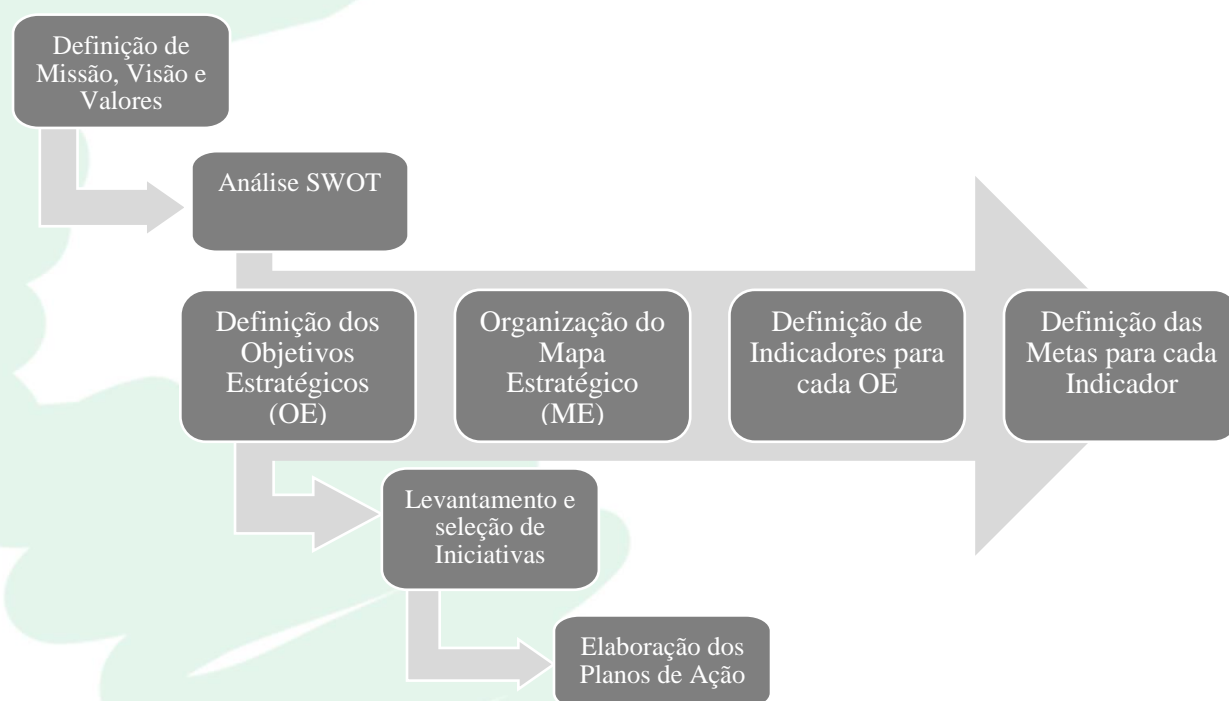 Definição de
Missão, Visão e
Valores
Análise SWOT
Definição dos
Objetivos
Estratégicos
(OE)
Organização do
Mapa
Estratégico
(ME)
Definição de
Indicadores para
cada OE
Definição das
Metas para cada
Indicador
Levantamento e
seleção de
Iniciativas
Elaboração dos
Planos de Ação